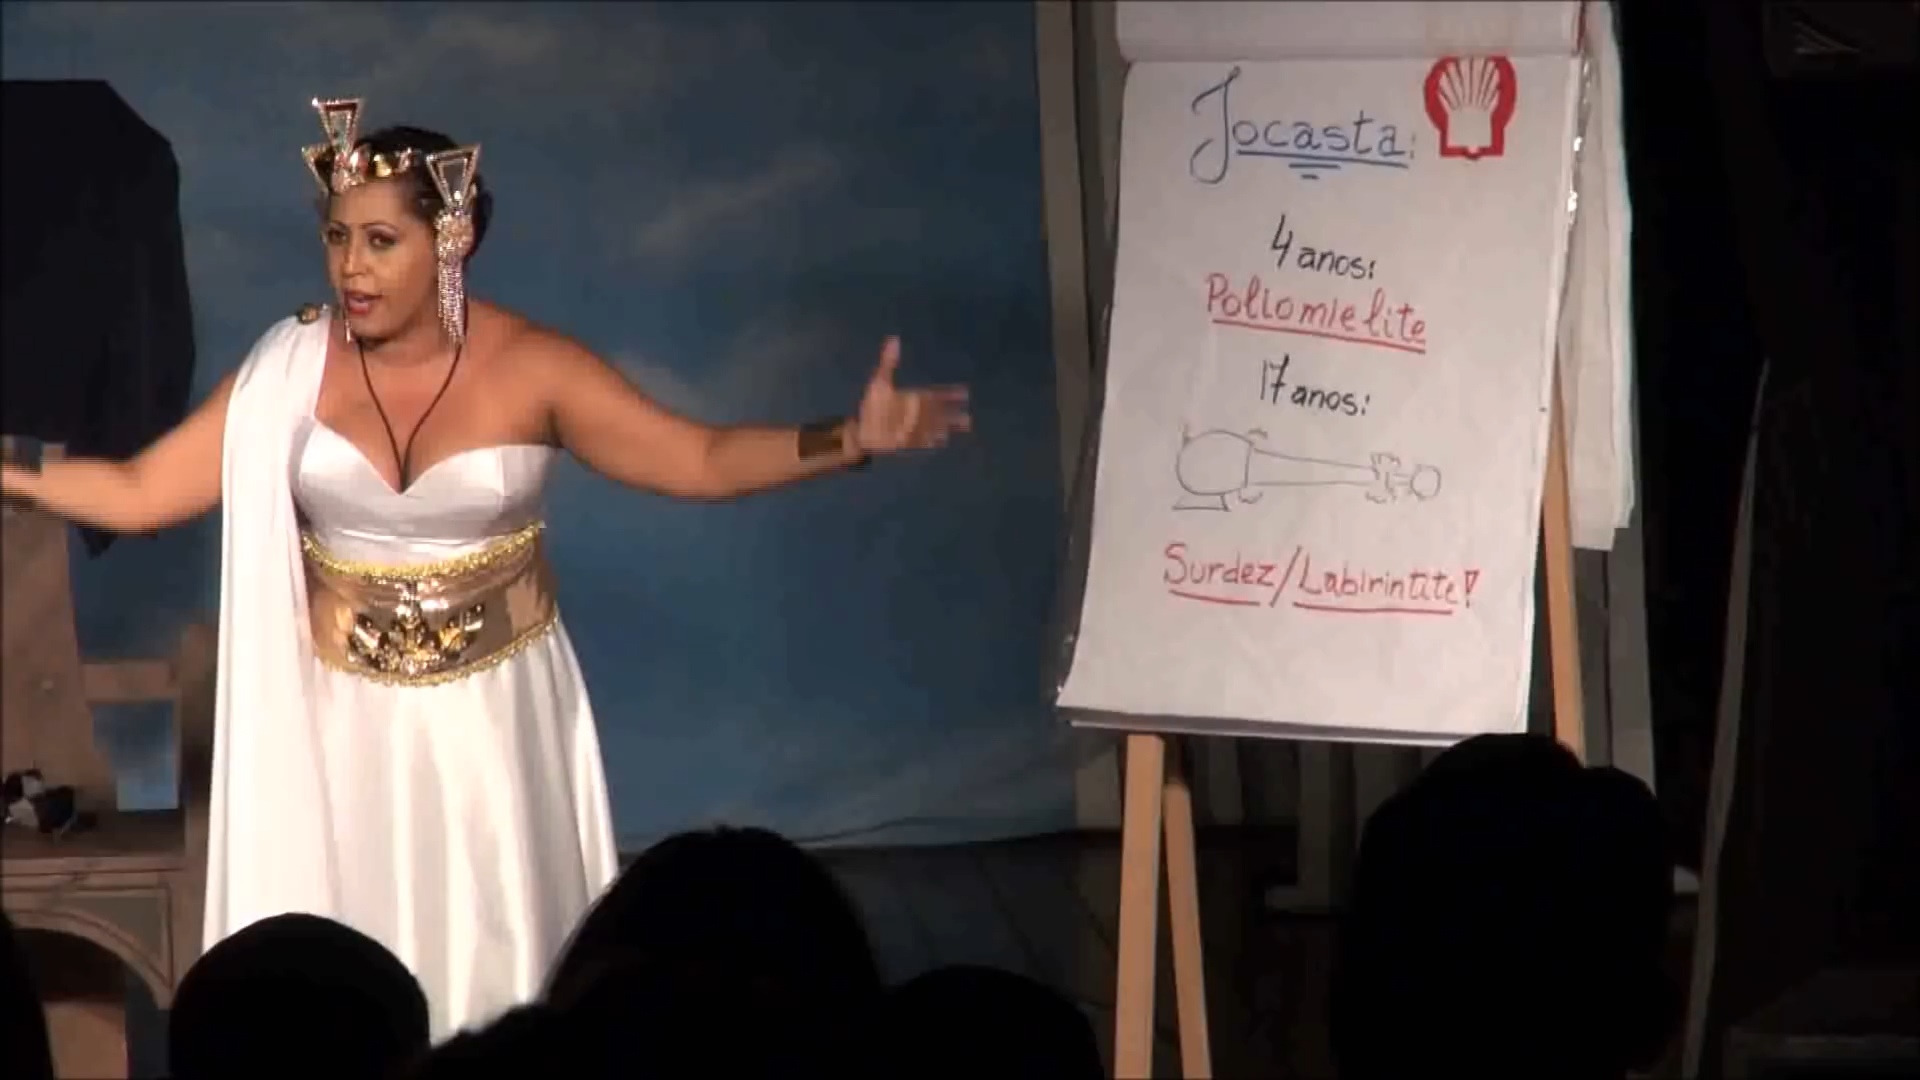 Jocasta:
4 anos:
Poliomielite
17 anos:
Surdez/Labirintite!